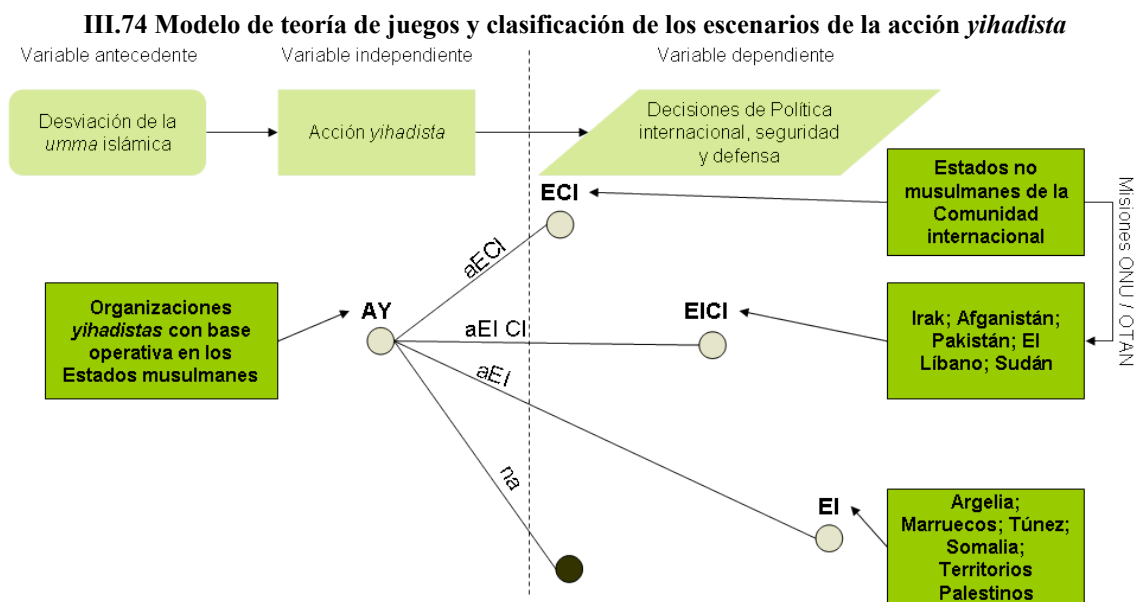 III.74 Modelo de teoría de juegos y clasificación de los escenarios de la acción yihadista
Variable antecedente
Variable independiente
Variable dependiente
Desviación de la
umma islámica
Acción yihadista
Decisiones de Política
internacional, seguridad
y defensa
ECI
Estados no
musulmanes de la
Comunidad
internacional
Misiones ONU / OTAN
aECI
Organizaciones
yihadistas con base
operativa en los
Estados musulmanes
AY
aEI CI
EICI
Irak; Afganistán;
Pakistán; El
Líbano; Sudán
aEI
na
EI
Argelia;
Marruecos; Túnez;
Somalia;
Territorios
Palestinos